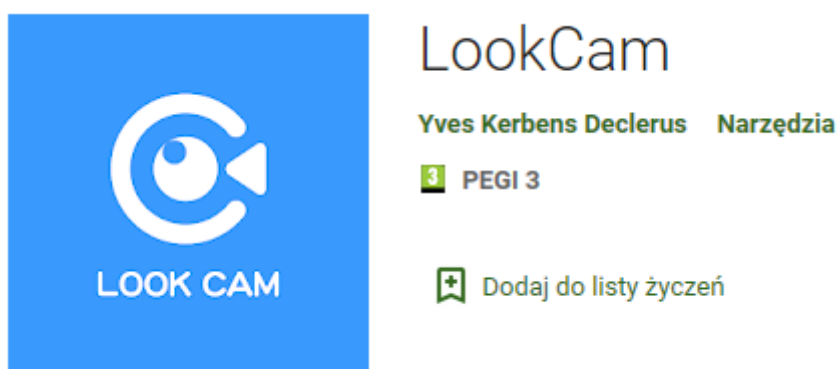 LOOK CAM
LookCam
Yves Kerbens Declerus Narzędzia
3 PEGI 3
Dodaj do listy życzeń